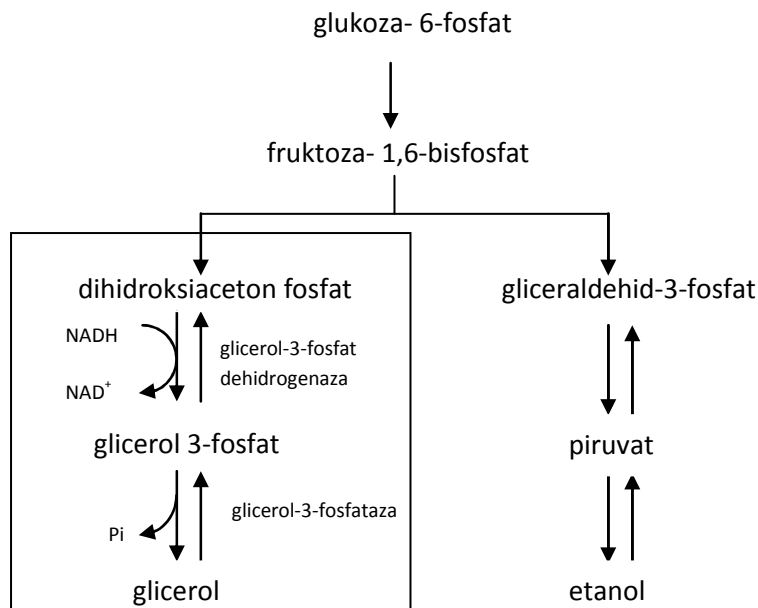 glukoza- 6-fosfat
fruktoza- 1,6-bisfosfat
dihidroksiaceton fosfat
gliceraldehid-3-fosfat
NADH
glicerol-3-fosfat
dehidrogenaza
NAD⁺
glicerol 3-fosfat
piruvat
glicerol-3-fosfataza
Pi
glicerol
etanol